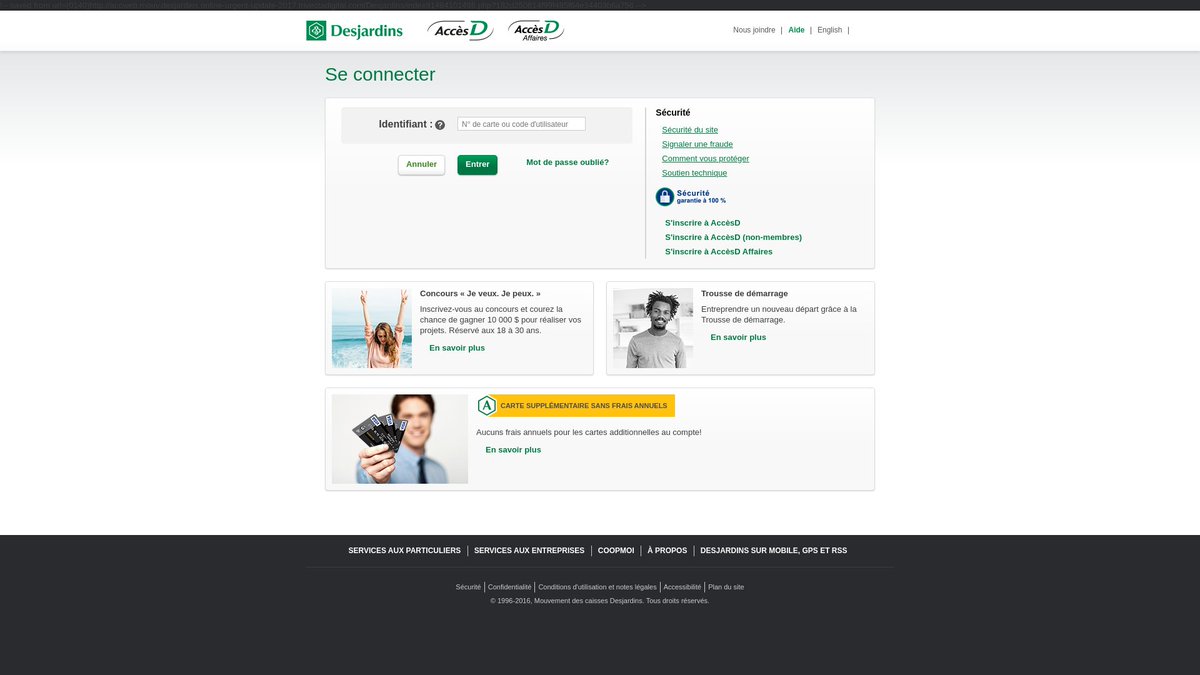 Desjardins
AccèsD
AccèsD
Affaires
Nous joindre | Aide | English |
Se connecter
Identifiant : ?
N° de carte ou code d'utilisateur
Annuler
Entrer
Mot de passe oublié?
Sécurité
Sécurité du site
Signaler une fraude
Comment vous protéger
Soutien technique
Sécurité
garantie à 100 %
S'inscrire à AccèsD
S'inscrire à AccèsD (non-membres)
S'inscrire à AccèsD Affaires
Concours « Je veux. Je peux. »
Inscrivez-vous au concours et courez la
chance de gagner 10 000 $ pour réaliser vos
projets. Réservé aux 18 à 30 ans.
En savoir plus
Trousse de démarrage
Entreprendre un nouveau départ grâce à la
Trousse de démarrage.
En savoir plus
A CARTE SUPPLÉMENTAIRE SANS FRAIS ANNUELS
Aucuns frais annuels pour les cartes additionnelles au compte!
En savoir plus
SERVICES AUX PARTICULIERS | SERVICES AUX ENTREPRISES | COOPMOI | À PROPOS | DESJARDINS SUR MOBILE, GPS ET RSS
Sécurité | Confidentialité | Conditions d'utilisation et notes légales | Accessibilité | Plan du site
© 1996-2016, Mouvement des caisses Desjardins. Tous droits réservés.